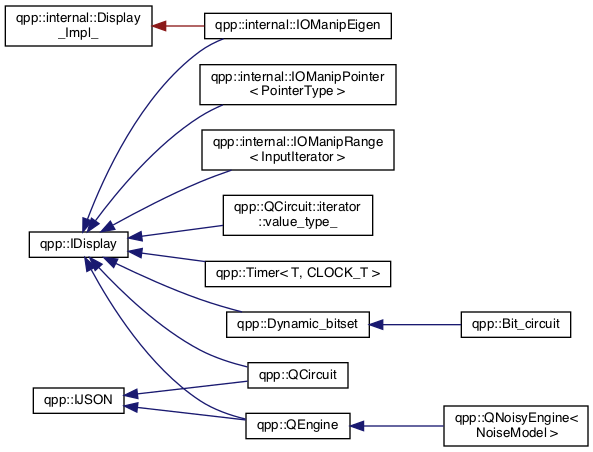 qpp::internal::Display
_Impl_
qpp::internal::IOManipEigen
qpp::internal::IOManipPointer
< PointerType >
qpp::internal::IOManipRange
< InputIterator >
qpp::QCircuit::iterator
::value_type_
qpp::IDisplay
qpp::Timer< T, CLOCK_T >
qpp::Dynamic_bitset
qpp::Bit_circuit
qpp::QCircuit
qpp::IJSON
qpp::QEngine
qpp::QNoisyEngine<
NoiseModel >